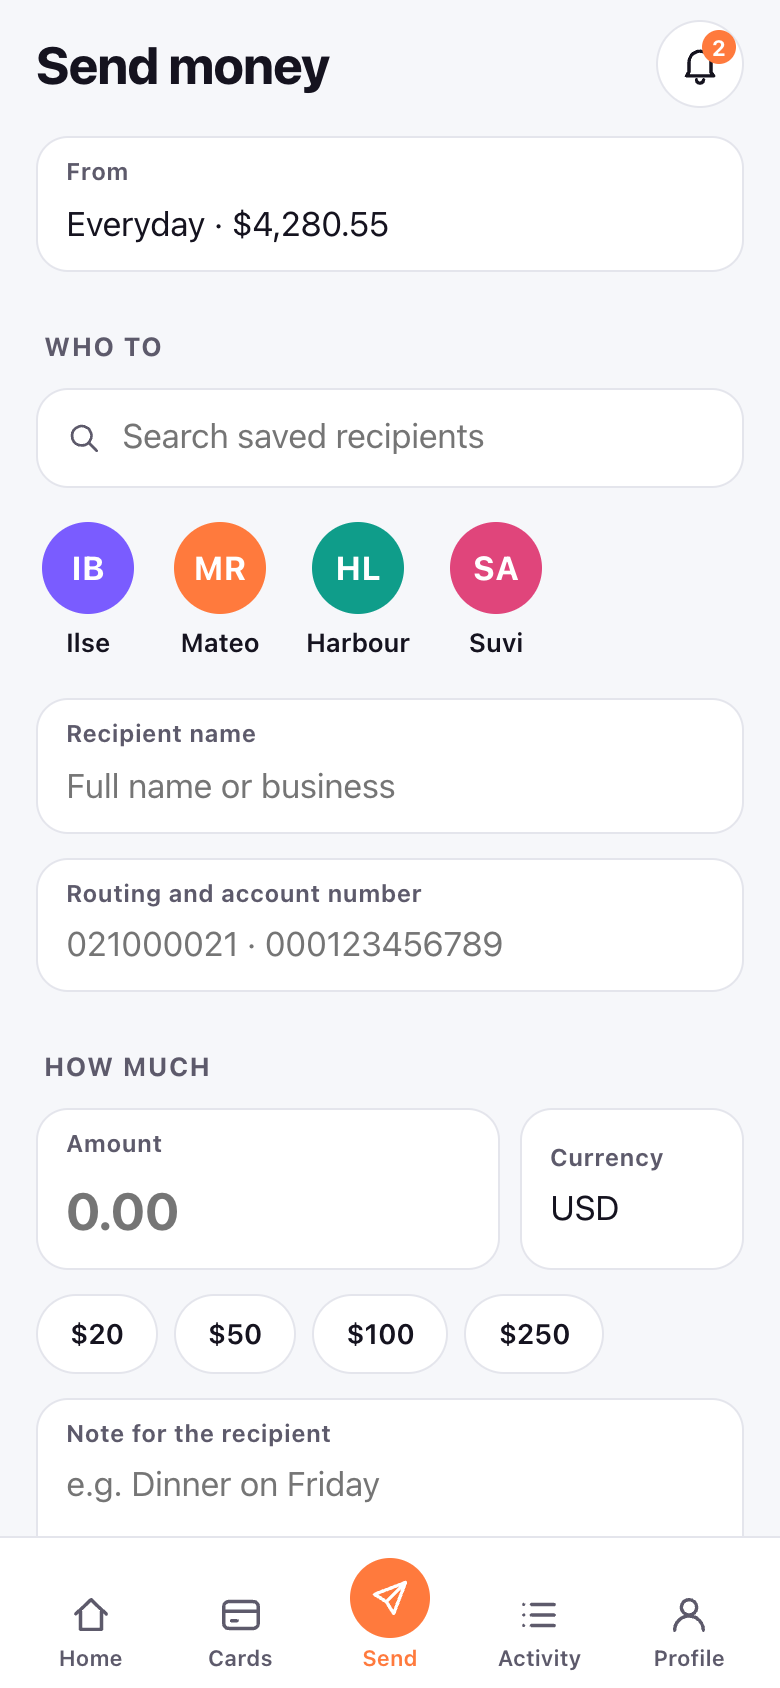 Send money
2
From
Everyday · $4,280.55
WHO TO
Search saved recipients
IB MR HL SA
Ilse Mateo Harbour Suvi
Recipient name
Full name or business
Routing and account number
021000021 · 000123456789
HOW MUCH
Amount
0.00
Currency
USD
$20 $50 $100 $250
Note for the recipient
e.g. Dinner on Friday
Home Cards Send Activity Profile